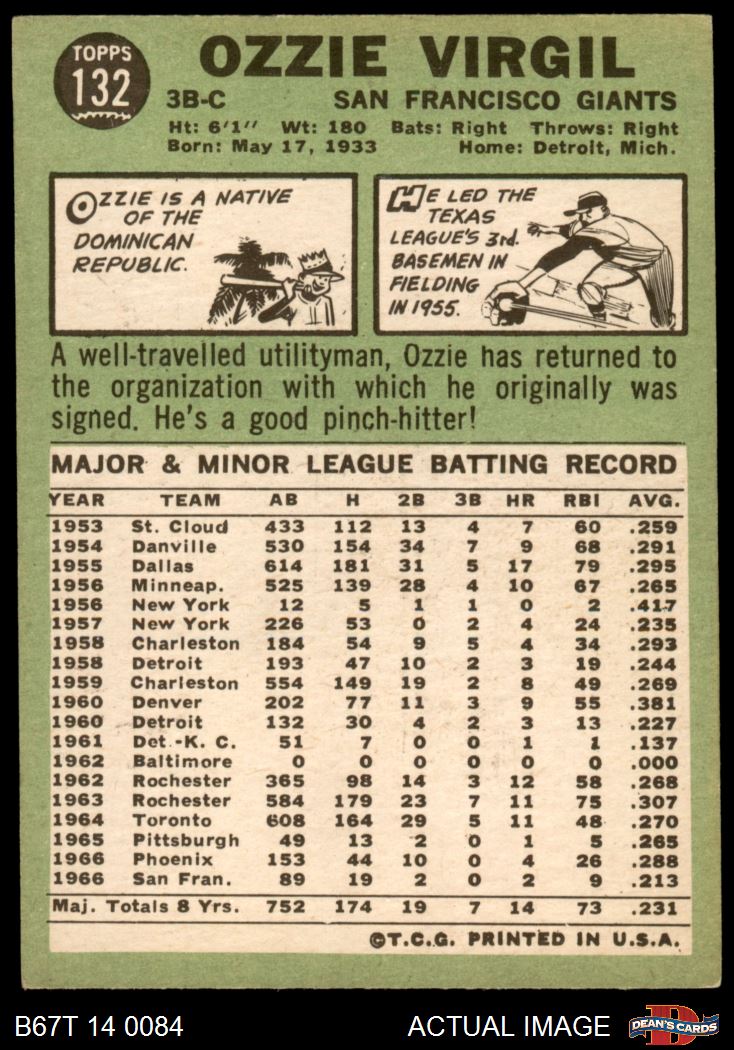 TOPPS
132
OZZIE VIRGIL
3B-C SAN FRANCISCO GIANTS
Ht: 6'1" Wt: 180 Bats: Right Throws: Right
Born: May 17, 1933 Home: Detroit, Mich.
OZZIE IS A NATIVE
OF THE
DOMINICAN
REPUBLIC.
HE LED THE
TEXAS
LEAGUE'S 3rd.
BASEMEN IN
FIELDING
IN 1955.
A well-travelled utilityman, Ozzie has returned to
the organization with which he originally was
signed. He's a good pinch-hitter!
MAJOR & MINOR LEAGUE BATTING RECORD
YEAR TEAM AB H 2B 3B HR RBI AVG.
1953 St. Cloud 433 112 13 4 7 60 .259
1954 Danville 530 154 34 7 9 68 .291
1955 Dallas 614 181 31 5 17 79 .295
1956 Minneap. 525 139 28 4 10 67 .265
1956 New York 12 5 1 1 0 2 .417
1957 New York 226 53 0 2 4 24 .235
1958 Charleston 184 54 9 5 4 34 .293
1958 Detroit 193 47 10 2 3 19 .244
1959 Charleston 554 149 19 2 8 49 .269
1960 Denver 202 77 11 3 9 55 .381
1960 Detroit 132 30 4 2 3 13 .227
1961 Det.-K. C. 51 7 0 0 1 1 .137
1962 Baltimore 0 0 0 0 0 0 .000
1962 Rochester 365 98 14 3 12 58 .268
1963 Rochester 584 179 23 7 11 75 .307
1964 Toronto 608 164 29 5 11 48 .270
1965 Pittsburgh 49 13 2 0 1 5 .265
1966 Phoenix 153 44 10 0 4 26 .288
1966 San Fran. 89 19 2 0 2 9 .213
Maj. Totals 8 Yrs. 752 174 19 7 14 73 .231
©T.C.G. PRINTED IN U.S.A.
B67T 14 0084 ACTUAL IMAGE DEAN'S CARDS